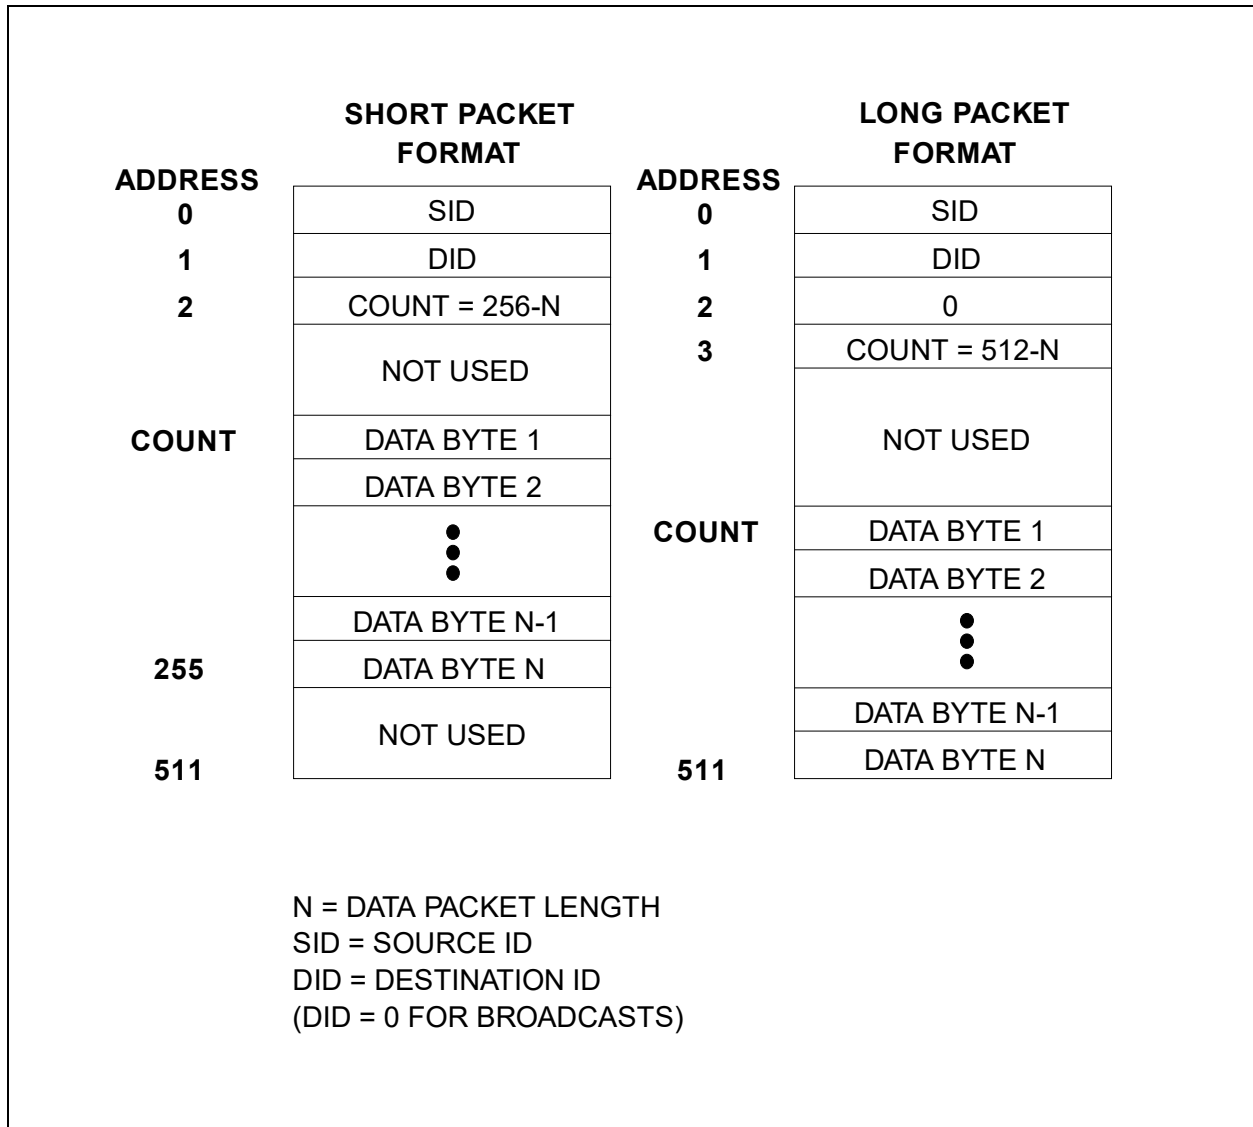 SHORT PACKET
FORMAT
ADDRESS
0
SID
1
DID
2
COUNT = 256-N
NOT USED
COUNT
DATA BYTE 1
DATA BYTE 2
DATA BYTE N-1
255
DATA BYTE N
NOT USED
511
LONG PACKET
FORMAT
ADDRESS
0
SID
1
DID
2
0
3
COUNT = 512-N
NOT USED
COUNT
DATA BYTE 1
DATA BYTE 2
DATA BYTE N-1
511
DATA BYTE N
N = DATA PACKET LENGTH
SID = SOURCE ID
DID = DESTINATION ID
(DID = 0 FOR BROADCASTS)